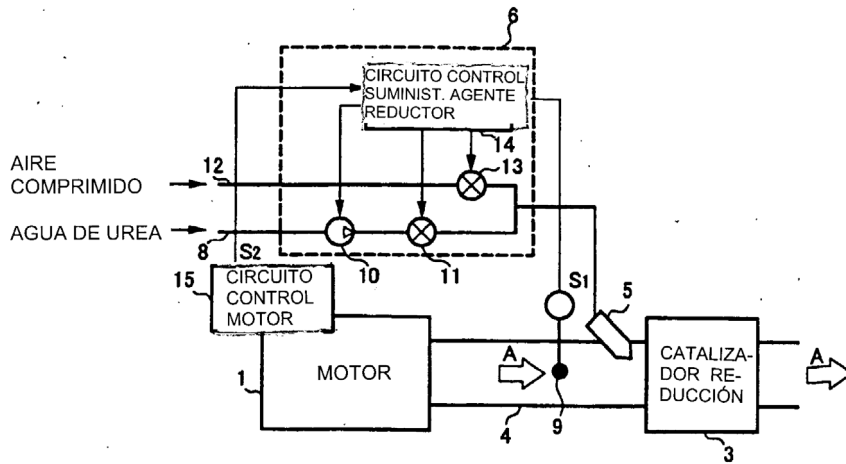 6
CIRCUITO CONTROL
SUMINIST. AGENTE
REDUCTOR
14
13
AIRE
COMPRIMIDO
12
AGUA DE UREA
8
10
11
S2
15
CIRCUITO
CONTROL
MOTOR
S1
5
1
MOTOR
A
9
4
CATALIZA-
DOR RE-
DUCCIÓN
3
A